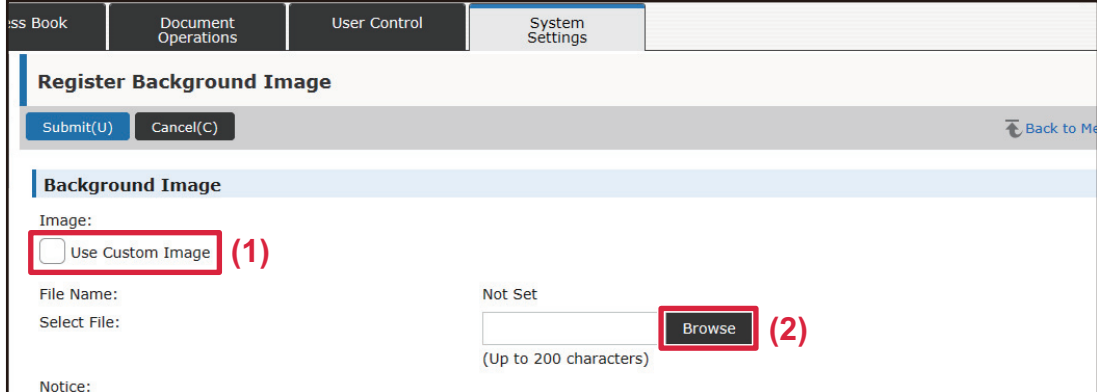 ess Book
Document
Operations
User Control
System
Settings
Register Background Image
Submit(U) Cancel(C) Back to Me
Background Image
Image:
Use Custom Image (1)
File Name: Not Set
Select File: Browse (2)
(Up to 200 characters)
Notice: